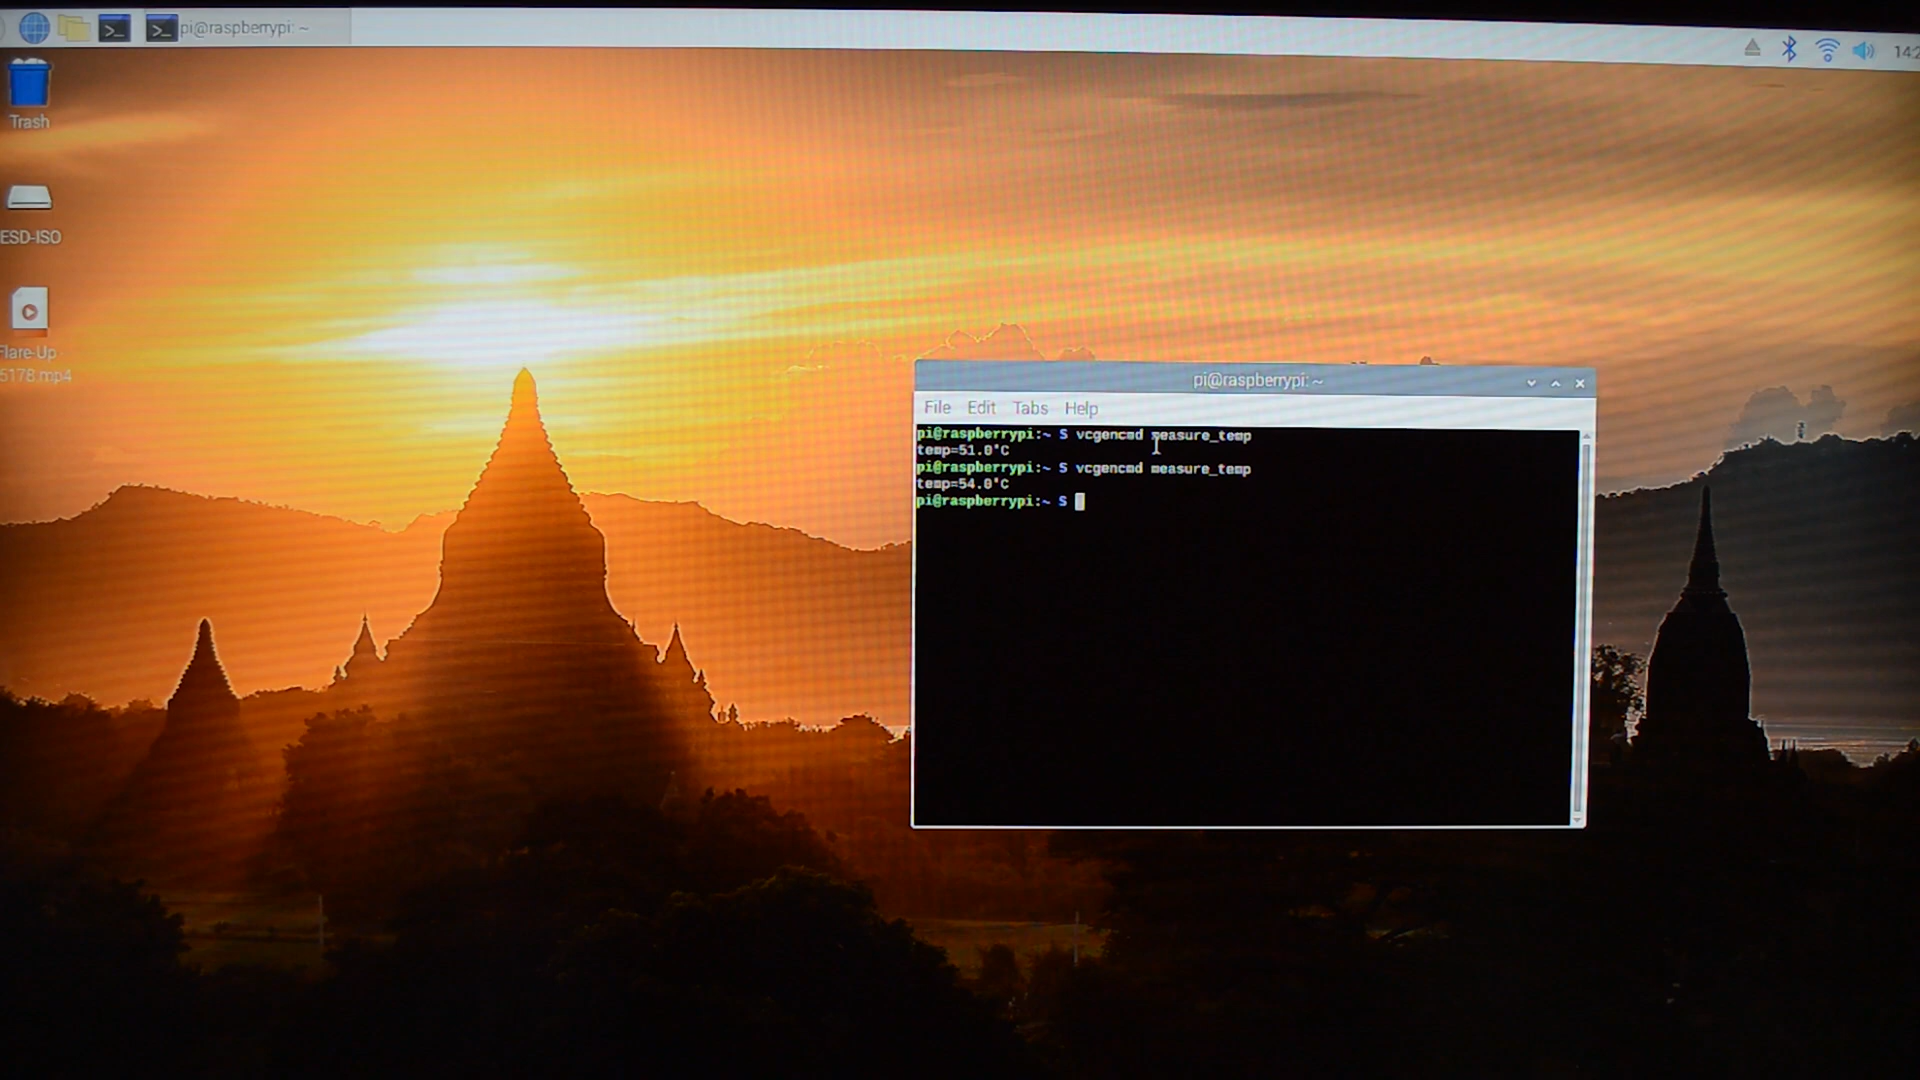 pi@raspberrypi: ~
Trash
ESD-ISO
Flare-Up
5178.mp4
pi@raspberrypi: ~
File Edit Tabs Help
pi@raspberrypi:~ $ vcgencmd measure_temp
temp=51.0'C
pi@raspberrypi:~ $ vcgencmd measure_temp
temp=54.0'C
pi@raspberrypi:~ $